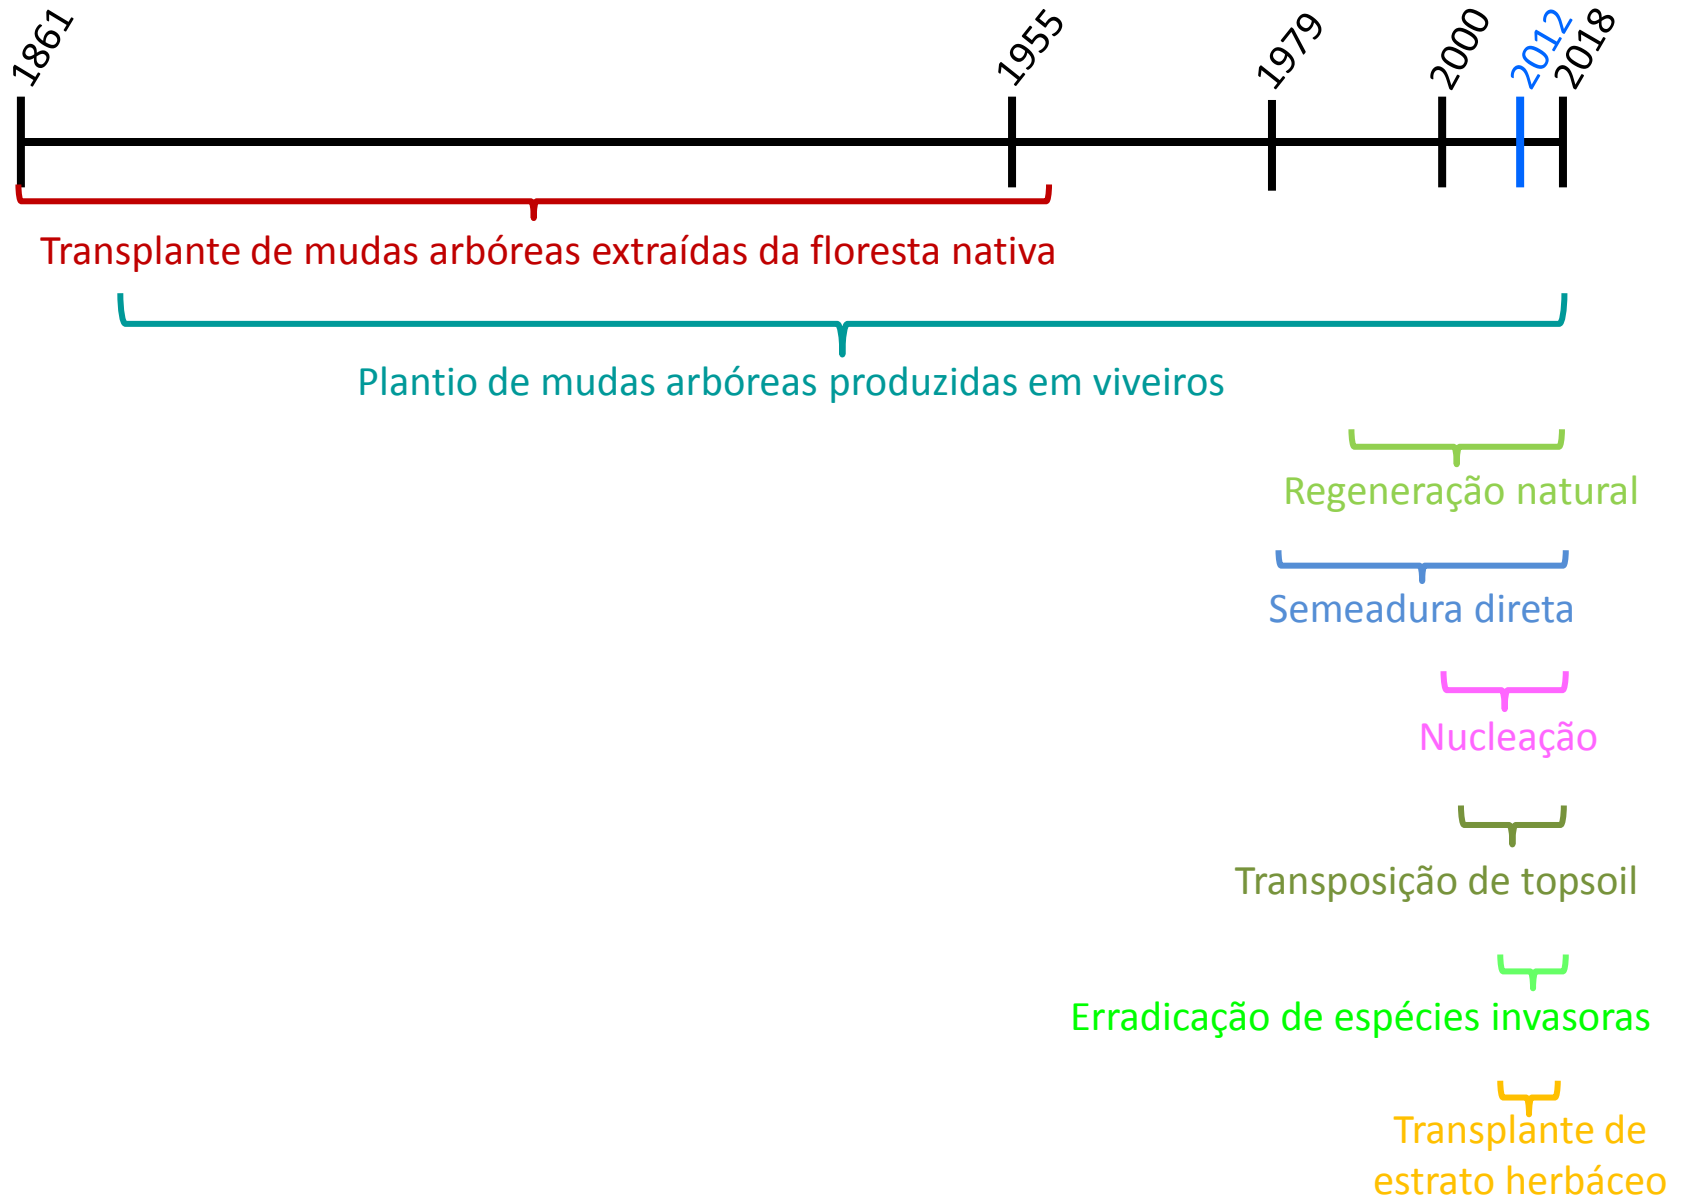 1861
1955
1979
2000
2012
2018
Transplante de mudas arbóreas extraídas da floresta nativa
Plantio de mudas arbóreas produzidas em viveiros
Regeneração natural
Semeadura direta
Nucleação
Transposição de topsoil
Erradicação de espécies invasoras
Transplante de
estrato herbáceo